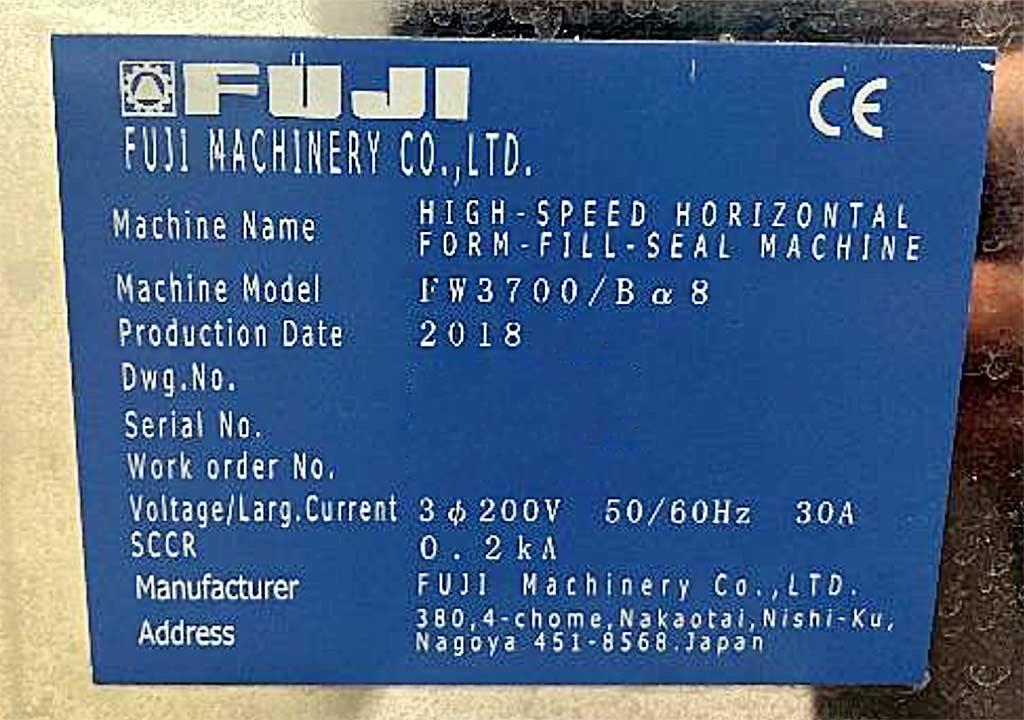 FUJI
CE
FUJI MACHINERY CO.,LTD.
Machine Name HIGH-SPEED HORIZONTAL
FORM-FILL-SEAL MACHINE
Machine Model FW3700/Bα8
Production Date 2018
Dwg.No.
Serial No.
Work order No.
Voltage/Larg.Current 3φ200V 50/60Hz 30A
SCCR 0.2kA
Manufacturer FUJI Machinery Co.,LTD.
Address 380,4-chome,Nakaotai,Nishi-Ku,
Nagoya 451-8568.Japan